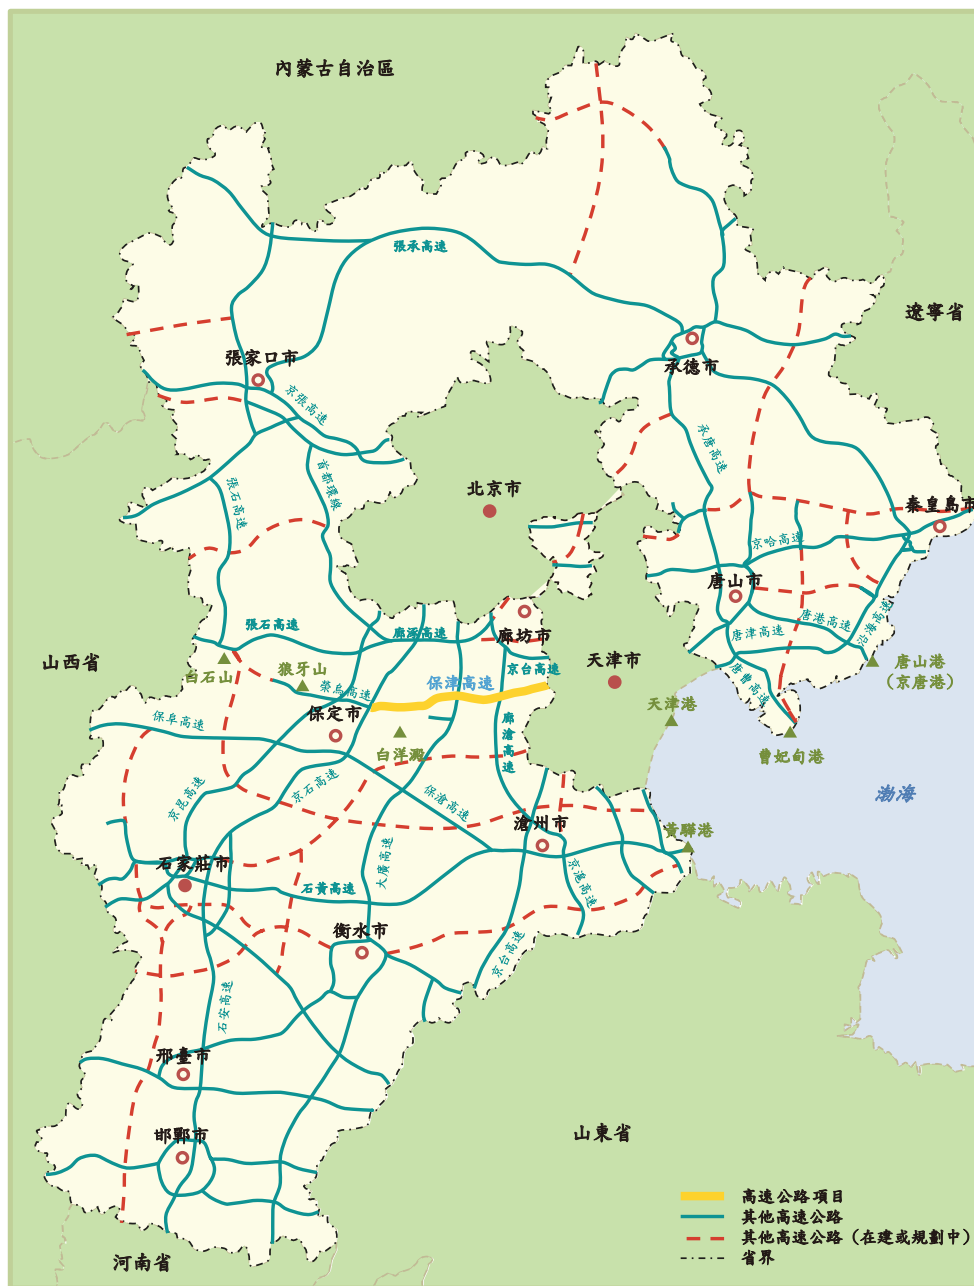 內蒙古自治區
張承高速
遼寧省
張家口市
承德市
京張高速
承唐高速
首都環線
張石高速
北京市
秦皇島市
京哈高速
唐山市
張石高速
廊涿高速
廊坊市
唐津高速
唐港高速
沿海高速
山西省
白石山
狼牙山
榮烏高速
保津高速
京台高速
天津市
唐曹高速
唐山港
(京唐港)
保阜高速
保定市
白洋澱
廊滄高速
天津港
曹妃甸港
京昆高速
京石高速
保滄高速
渤海
滄州市
黃驊港
石家莊市
石黃高速
大廣高速
京滬高速
衡水市
京台高速
石安高速
邢臺市
邯鄲市
山東省
河南省
高速公路項目
其他高速公路
其他高速公路(在建或規劃中)
省界